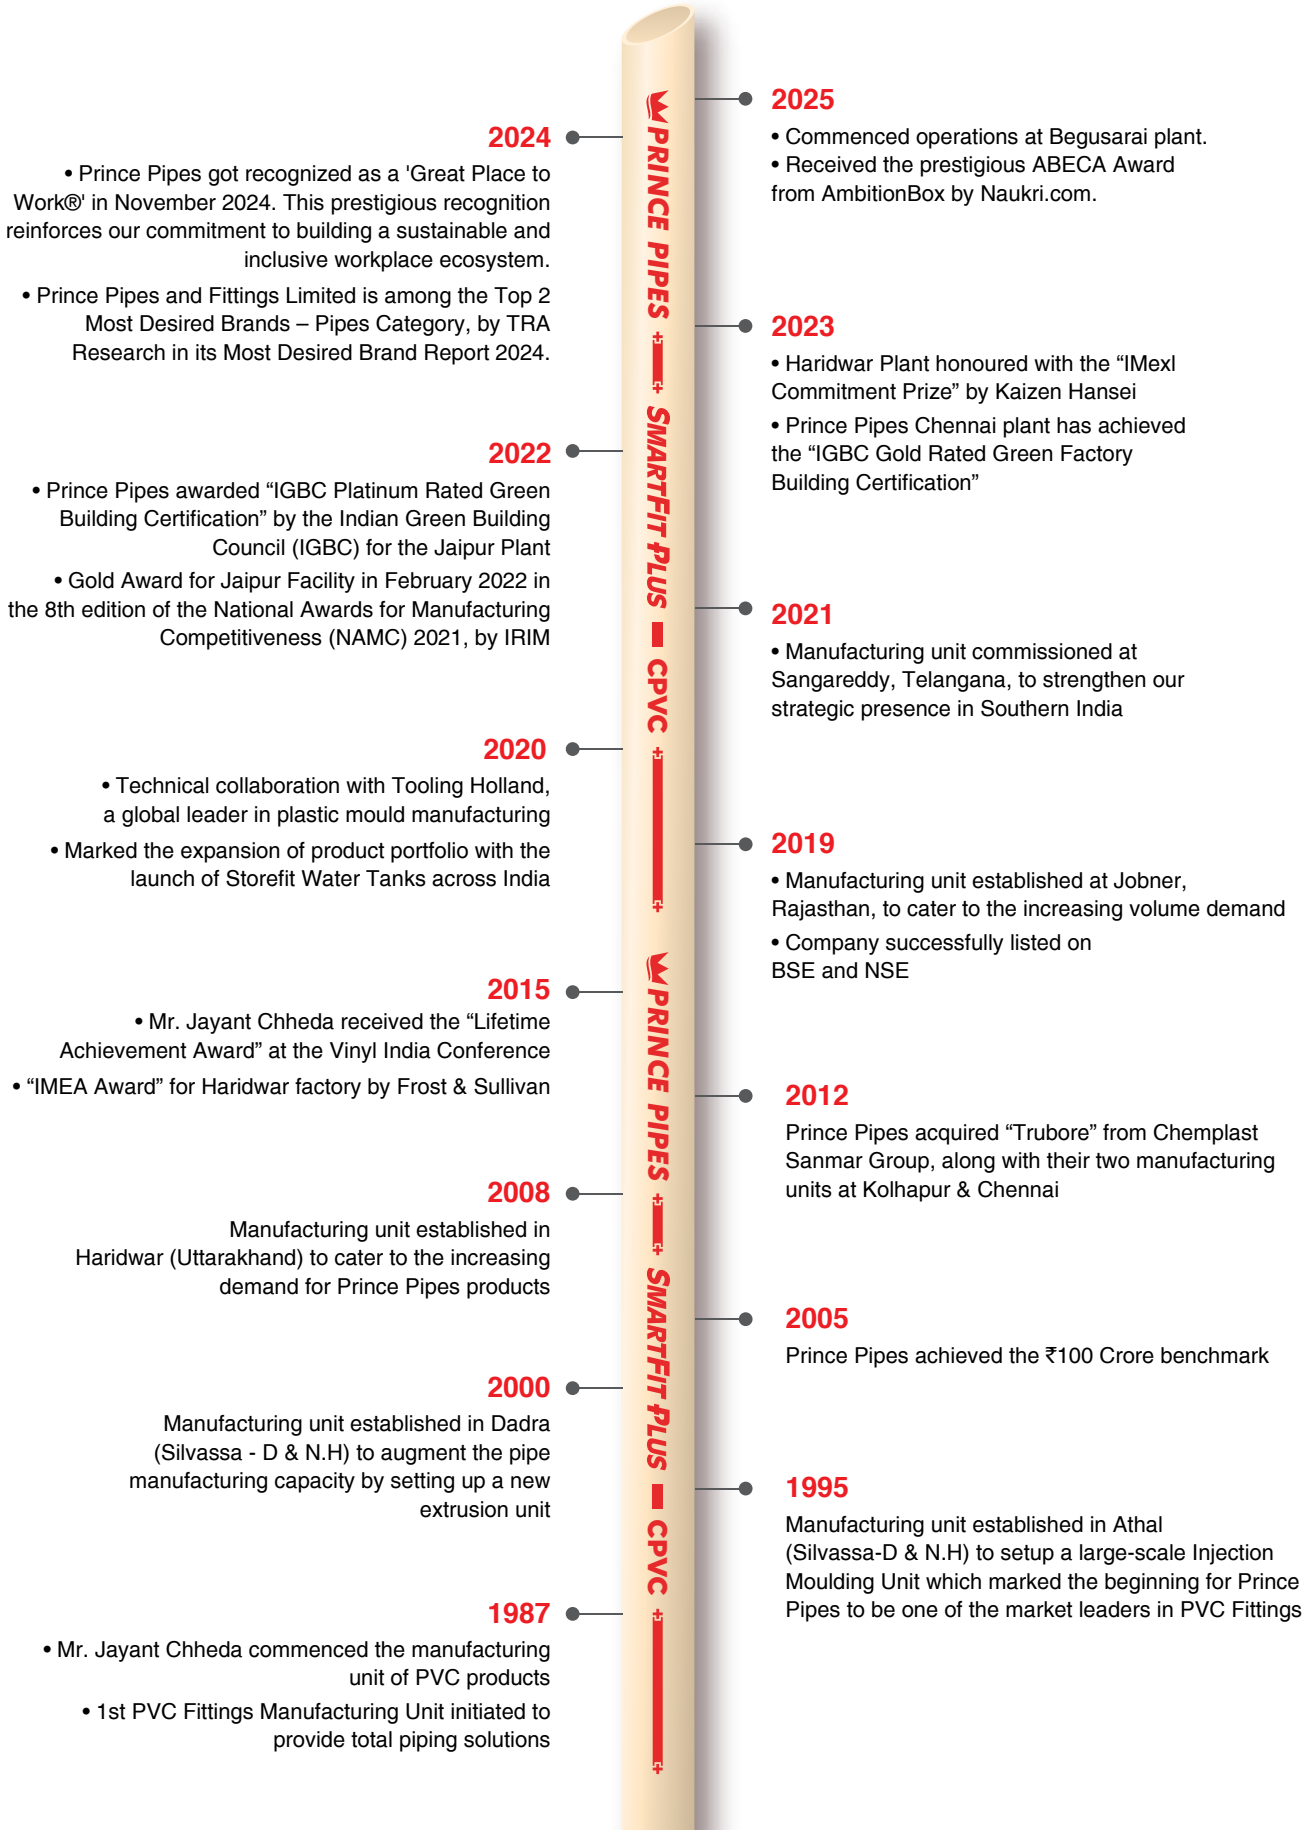 2025
• Commenced operations at Begusarai plant.
• Received the prestigious ABECA Award
from AmbitionBox by Naukri.com.
2024
• Prince Pipes got recognized as a 'Great Place to
Work®' in November 2024. This prestigious recognition
reinforces our commitment to building a sustainable and
inclusive workplace ecosystem.
• Prince Pipes and Fittings Limited is among the Top 2
Most Desired Brands – Pipes Category, by TRA
Research in its Most Desired Brand Report 2024.
2023
• Haridwar Plant honoured with the “IMexI
Commitment Prize” by Kaizen Hansei
• Prince Pipes Chennai plant has achieved
the “IGBC Gold Rated Green Factory
Building Certification”
2022
• Prince Pipes awarded “IGBC Platinum Rated Green
Building Certification” by the Indian Green Building
Council (IGBC) for the Jaipur Plant
• Gold Award for Jaipur Facility in February 2022 in
the 8th edition of the National Awards for Manufacturing
Competitiveness (NAMC) 2021, by IRIM
2021
• Manufacturing unit commissioned at
Sangareddy, Telangana, to strengthen our
strategic presence in Southern India
2020
• Technical collaboration with Tooling Holland,
a global leader in plastic mould manufacturing
• Marked the expansion of product portfolio with the
launch of Storefit Water Tanks across India
2019
• Manufacturing unit established at Jobner,
Rajasthan, to cater to the increasing volume demand
• Company successfully listed on
BSE and NSE
2015
• Mr. Jayant Chheda received the “Lifetime
Achievement Award” at the Vinyl India Conference
• “IMEA Award” for Haridwar factory by Frost & Sullivan
2012
Prince Pipes acquired “Trubore” from Chemplast
Sanmar Group, along with their two manufacturing
units at Kolhapur & Chennai
2008
Manufacturing unit established in
Haridwar (Uttarakhand) to cater to the increasing
demand for Prince Pipes products
2005
Prince Pipes achieved the ₹100 Crore benchmark
2000
Manufacturing unit established in Dadra
(Silvassa - D & N.H) to augment the pipe
manufacturing capacity by setting up a new
extrusion unit
1995
Manufacturing unit established in Athal
(Silvassa-D & N.H) to setup a large-scale Injection
Moulding Unit which marked the beginning for Prince
Pipes to be one of the market leaders in PVC Fittings
1987
• Mr. Jayant Chheda commenced the manufacturing
unit of PVC products
• 1st PVC Fittings Manufacturing Unit initiated to
provide total piping solutions
PRINCE PIPES SMARTFIT PLUS CPVC
PRINCE PIPES SMARTFIT PLUS CPVC